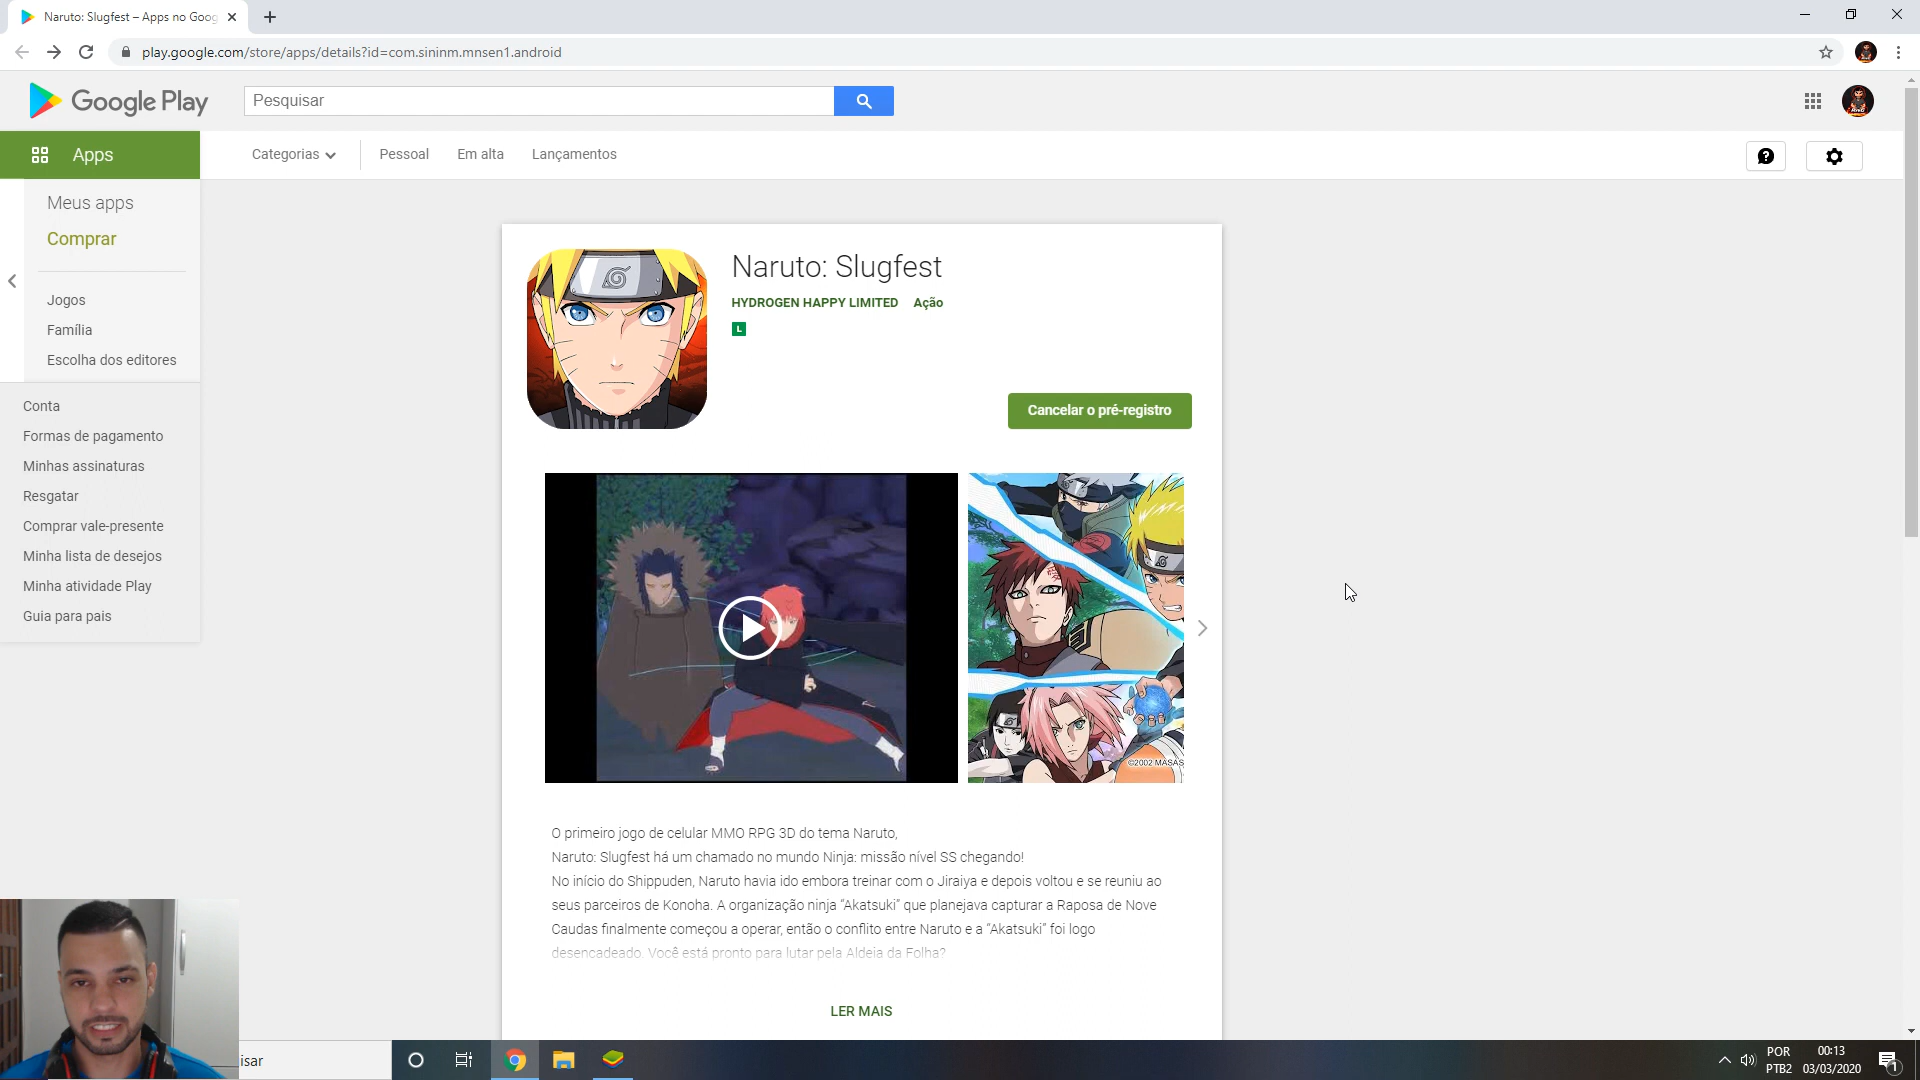 Naruto: Slugfest – Apps no Goog
play.google.com/store/apps/details?id=com.sininm.mnsen1.android
Google Play
Pesquisar
Apps
Categorias
Pessoal
Em alta
Lançamentos
Meus apps
Comprar
Jogos
Família
Escolha dos editores
Conta
Formas de pagamento
Minhas assinaturas
Resgatar
Comprar vale-presente
Minha lista de desejos
Minha atividade Play
Guia para pais
Naruto: Slugfest
HYDROGEN HAPPY LIMITED Ação
L
Cancelar o pré-registro
©2002 MASAS
O primeiro jogo de celular MMO RPG 3D do tema Naruto,
Naruto: Slugfest há um chamado no mundo Ninja: missão nível SS chegando!
No início do Shippuden, Naruto havia ido embora treinar com o Jiraiya e depois voltou e se reuniu ao
seus parceiros de Konoha. A organização ninja “Akatsuki” que planejava capturar a Raposa de Nove
Caudas finalmente começou a operar, então o conflito entre Naruto e a “Akatsuki” foi logo
desencadeado. Você está pronto para lutar pela Aldeia da Folha?
LER MAIS
isar
POR
PTB2
00:13
03/03/2020
1